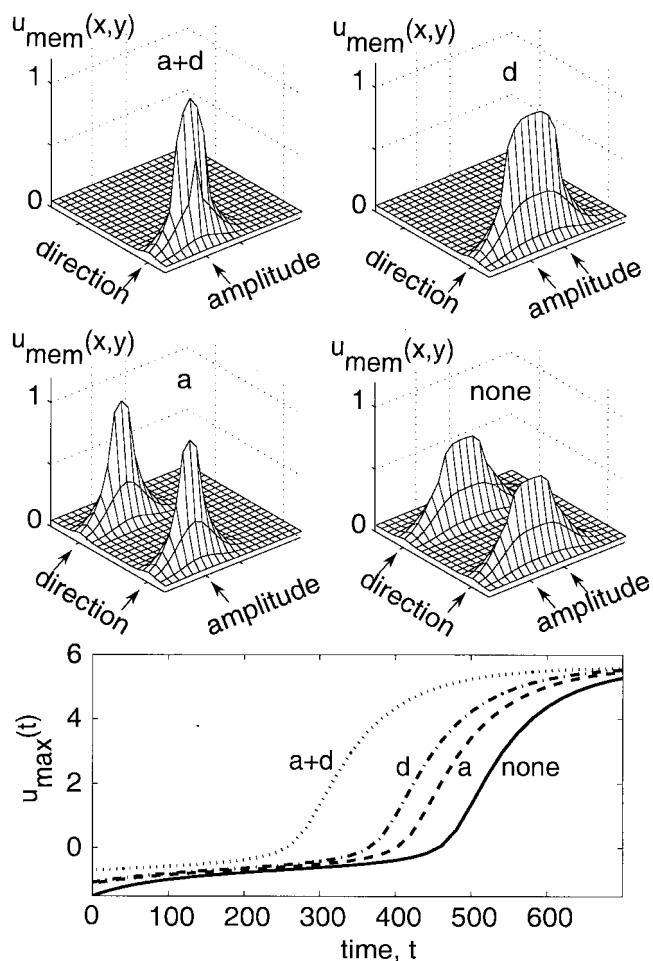 u_mem(x,y)
a+d
1
0
direction
amplitude
u_mem(x,y)
d
1
0
direction
amplitude
u_mem(x,y)
a
1
0
direction
amplitude
u_mem(x,y)
none
1
0
direction
amplitude
6
4
2
0
u_max(t)
a+d
d
a
none
0 100 200 300 400 500 600
time, t